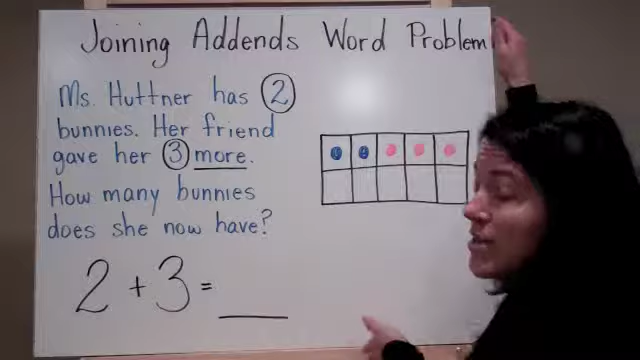 Joining Addends Word Problem
Ms. Huttner has 2
bunnies. Her friend
gave her 3 more.
How many bunnies
does she now have?
2 + 3 = ___